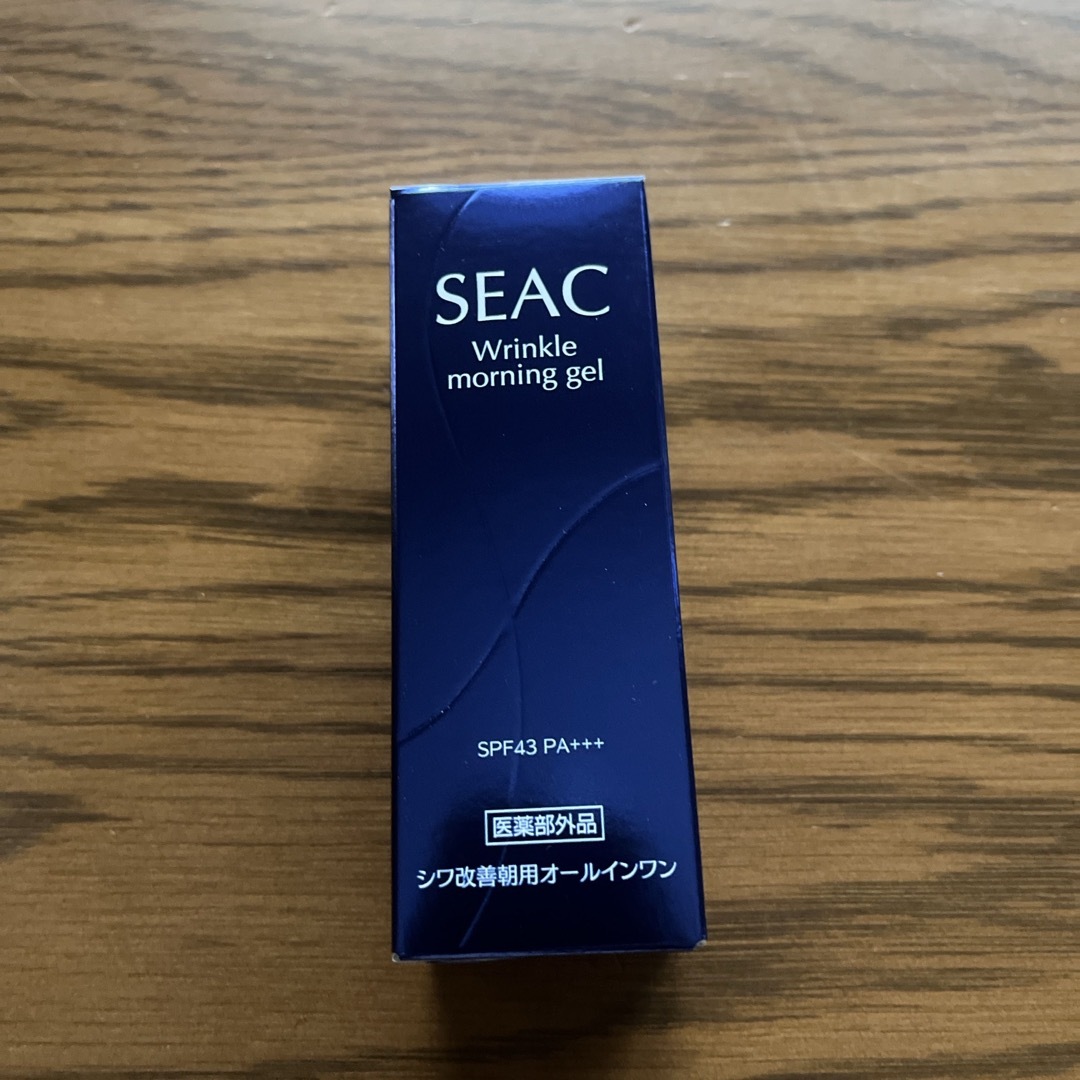 SEAC
Wrinkle
morning gel
SPF43 PA+++
医薬部外品
シワ改善朝用オールインワン